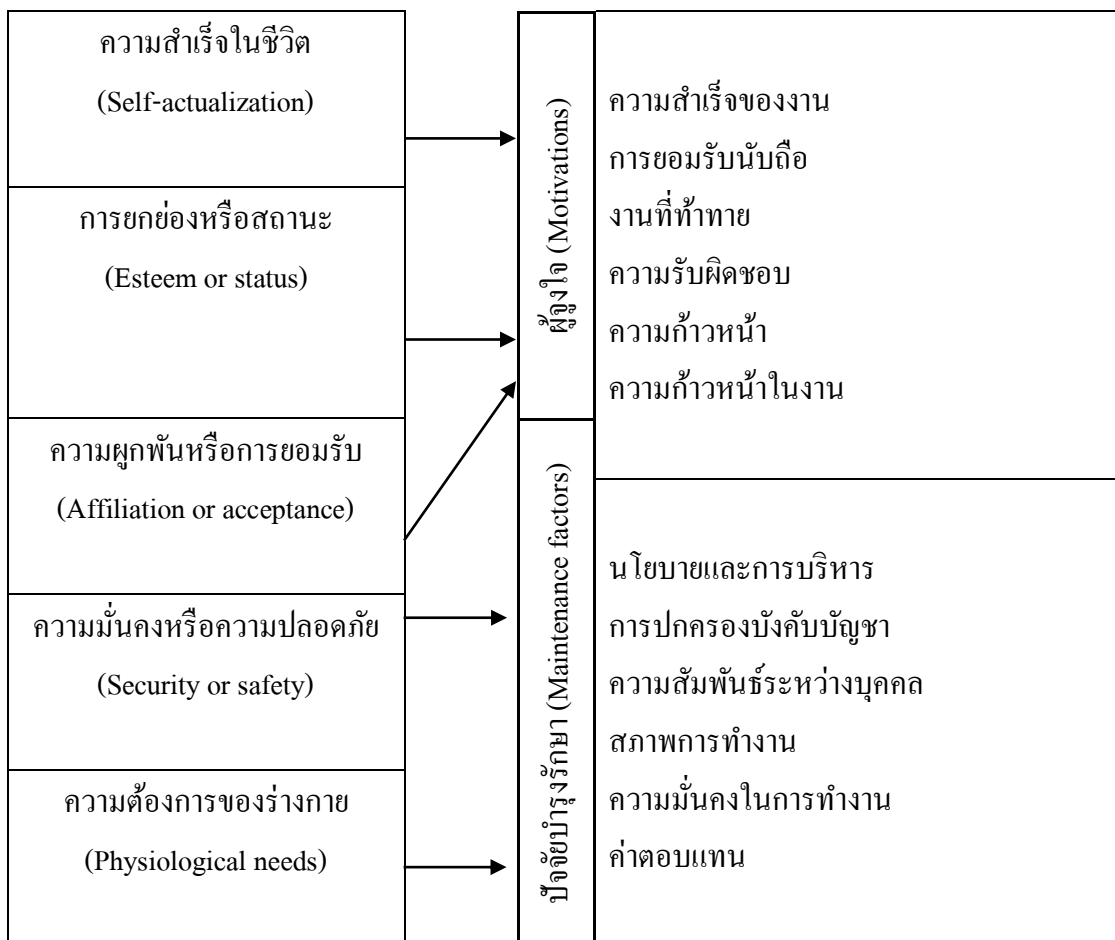 ความสำเร็จในชีวิต
(Self-actualization)
การยกย่องหรือสถานะ
(Esteem or status)
ความผูกพันหรือการยอมรับ
(Affiliation or acceptance)
ความมั่นคงหรือความปลอดภัย
(Security or safety)
ความต้องการของร่างกาย
(Physiological needs)
ผู้จูงใจ (Motivations)
ปัจจัยบำรุงรักษา (Maintenance factors)
ความสำเร็จของงาน
การยอมรับนับถือ
งานที่ท้าทาย
ความรับผิดชอบ
ความก้าวหน้า
ความก้าวหน้าในงาน
นโยบายและการบริหาร
การปกครองบังคับบัญชา
ความสัมพันธ์ระหว่างบุคคล
สภาพการทำงาน
ความมั่นคงในการทำงาน
ค่าตอบแทน